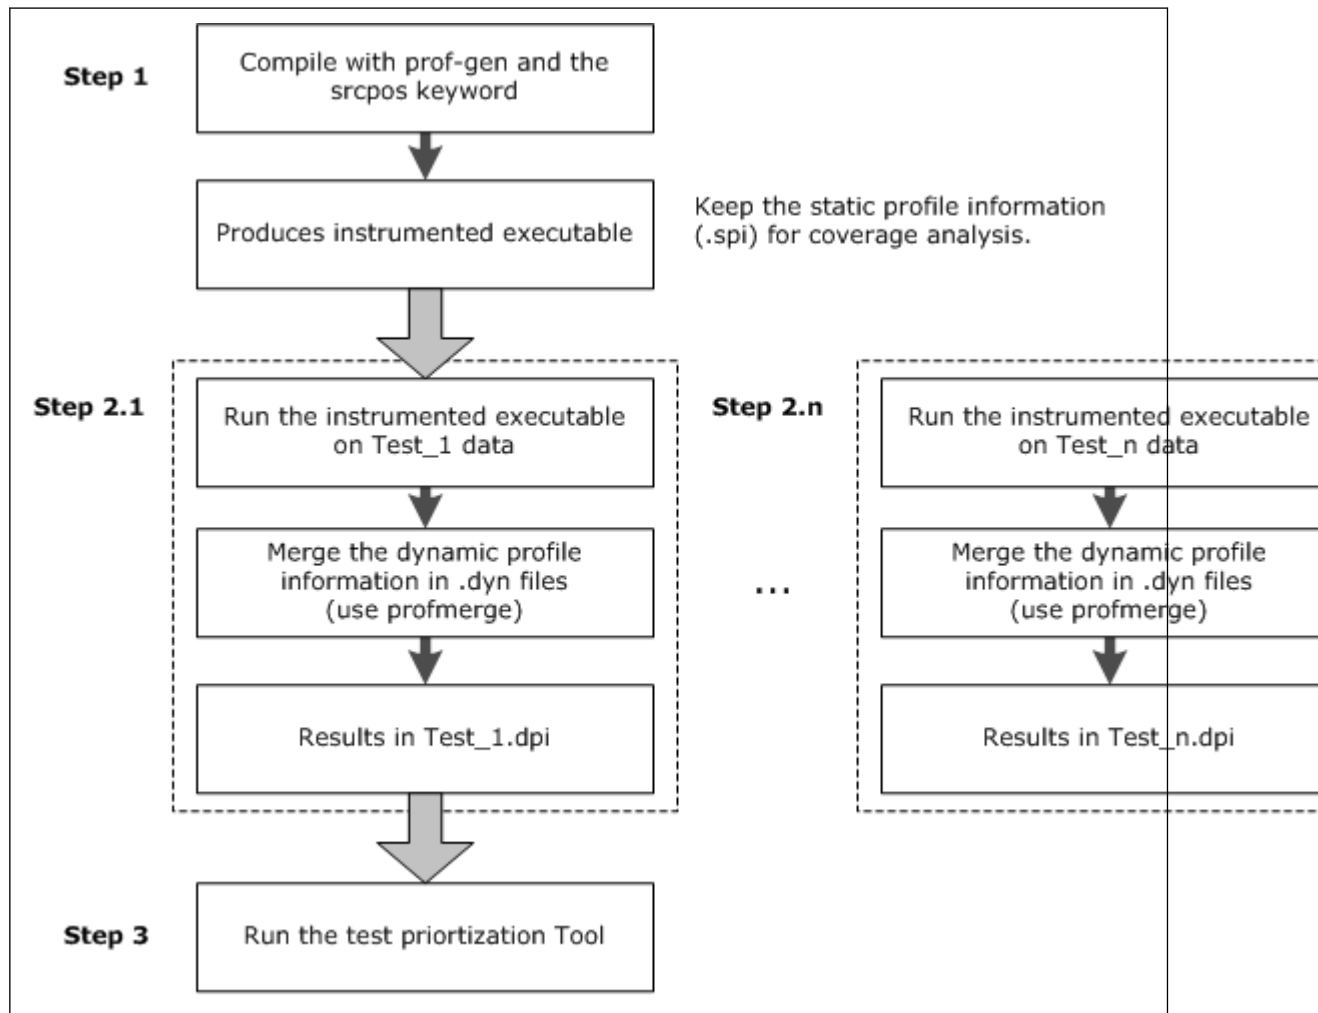 Step 1
Compile with prof-gen and the
srcpos keyword
Produces instrumented executable
Keep the static profile information
(.spi) for coverage analysis.
Step 2.1
Run the instrumented executable
on Test_1 data
Merge the dynamic profile
information in .dyn files
(use profmerge)
Results in Test_1.dpi
...
Step 2.n
Run the instrumented executable
on Test_n data
Merge the dynamic profile
information in .dyn files
(use profmerge)
Results in Test_n.dpi
Step 3
Run the test priortization Tool